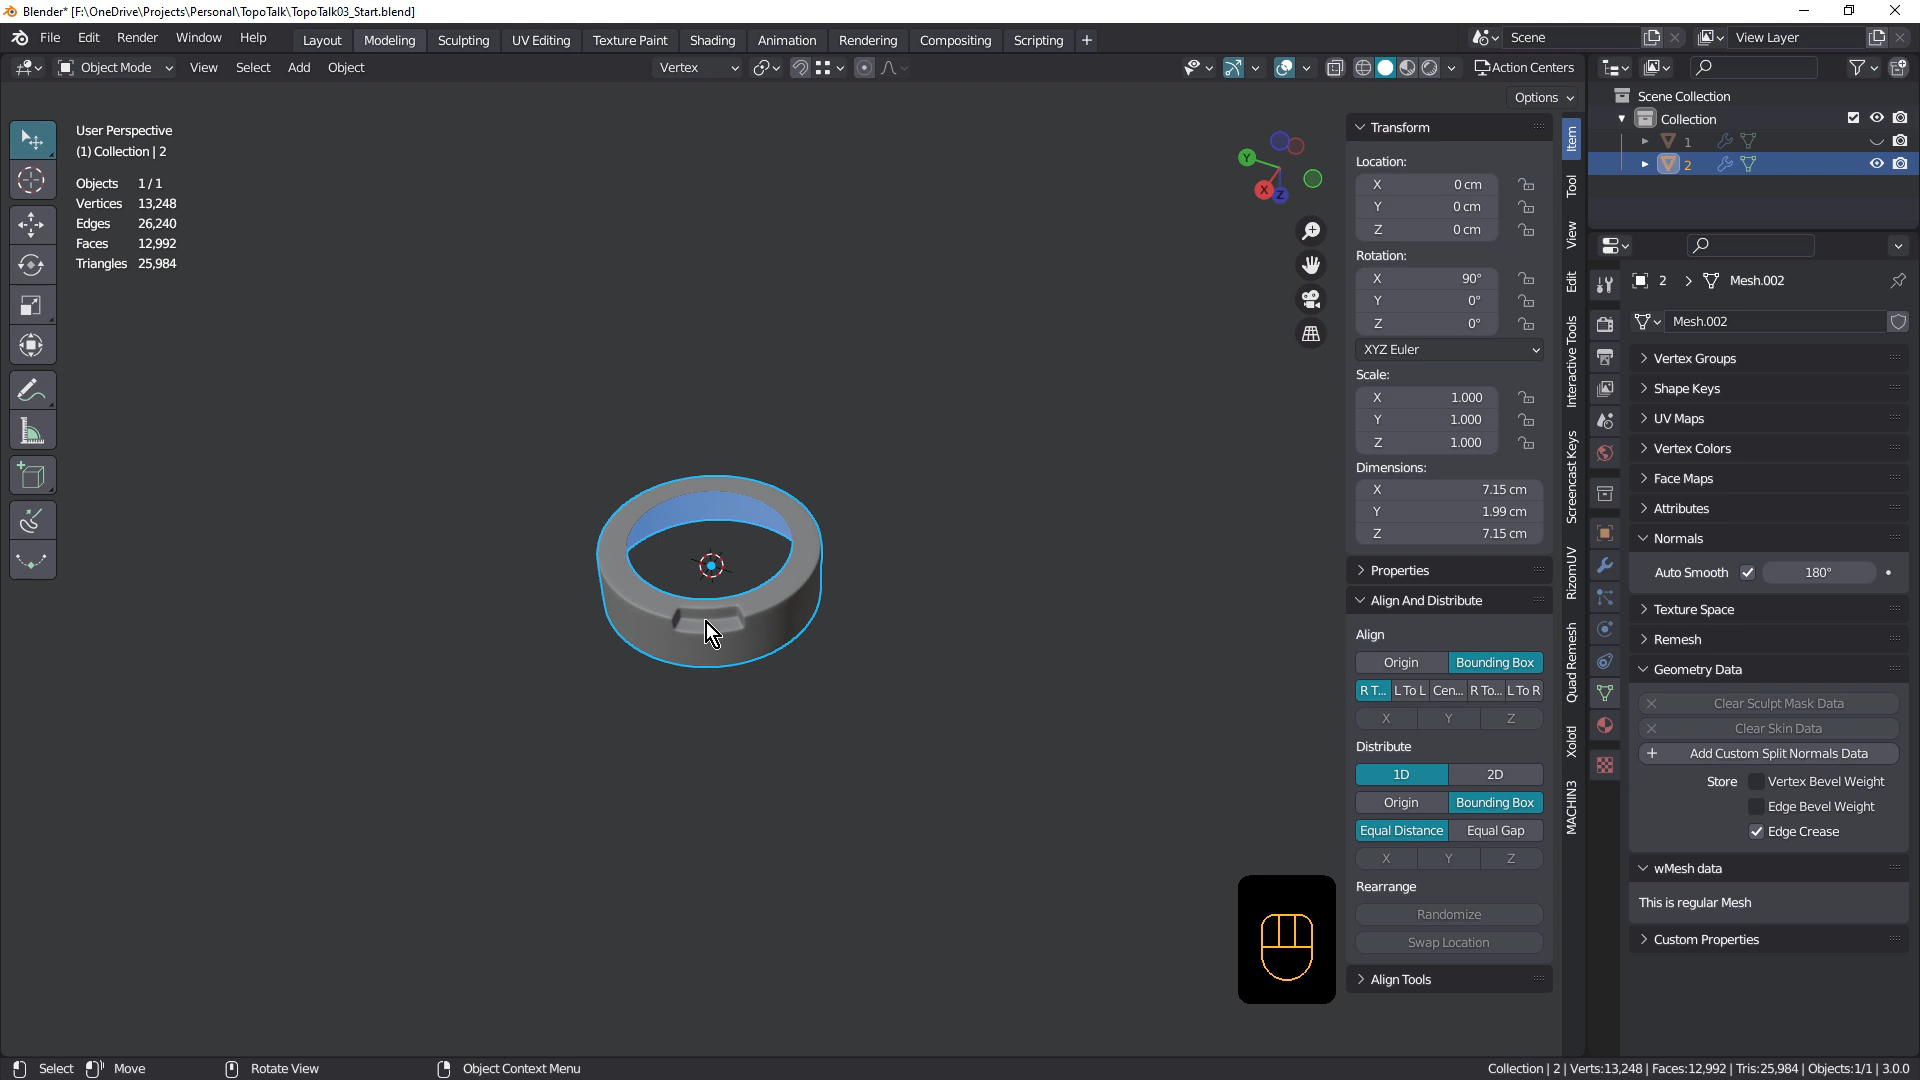 Blender* [F:\OneDrive\Projects\Personal\TopoTalk\TopoTalk03_Start.blend]
File Edit Render Window Help Layout Modeling Sculpting UV Editing Texture Paint Shading Animation Rendering Compositing Scripting + Scene View Layer
Object Mode View Select Add Object Vertex Action Centers
Options
User Perspective
(1) Collection | 2
Objects 1/1
Vertices 13,248
Edges 26,240
Faces 12,992
Triangles 25,984
Y
X
Z
Transform
Location:
X 0 cm
Y 0 cm
Z 0 cm
Rotation:
X 90°
Y 0°
Z 0°
XYZ Euler
Scale:
X 1.000
Y 1.000
Z 1.000
Dimensions:
X 7.15 cm
Y 1.99 cm
Z 7.15 cm
Properties
Align And Distribute
Align
Origin Bounding Box
R T... L To L Cen... R To... L To R
X Y Z
Distribute
1D 2D
Origin Bounding Box
Equal Distance Equal Gap
X Y Z
Rearrange
Randomize
Swap Location
Align Tools
Item
Tool
View
Edit
Interactive Tools
Screencast Keys
RizomUV
Quad Remesh
Xolotl
MACHIN3
Scene Collection
Collection
1
2
2 > Mesh.002
Mesh.002
Vertex Groups
Shape Keys
UV Maps
Vertex Colors
Face Maps
Attributes
Normals
Auto Smooth 180°
Texture Space
Remesh
Geometry Data
Clear Sculpt Mask Data
Clear Skin Data
Add Custom Split Normals Data
Store Vertex Bevel Weight
Edge Bevel Weight
Edge Crease
wMesh data
This is regular Mesh
Custom Properties
Select Move Rotate View Object Context Menu Collection | 2 | Verts:13,248 | Faces:12,992 | Tris:25,984 | Objects:1/1 | 3.0.0